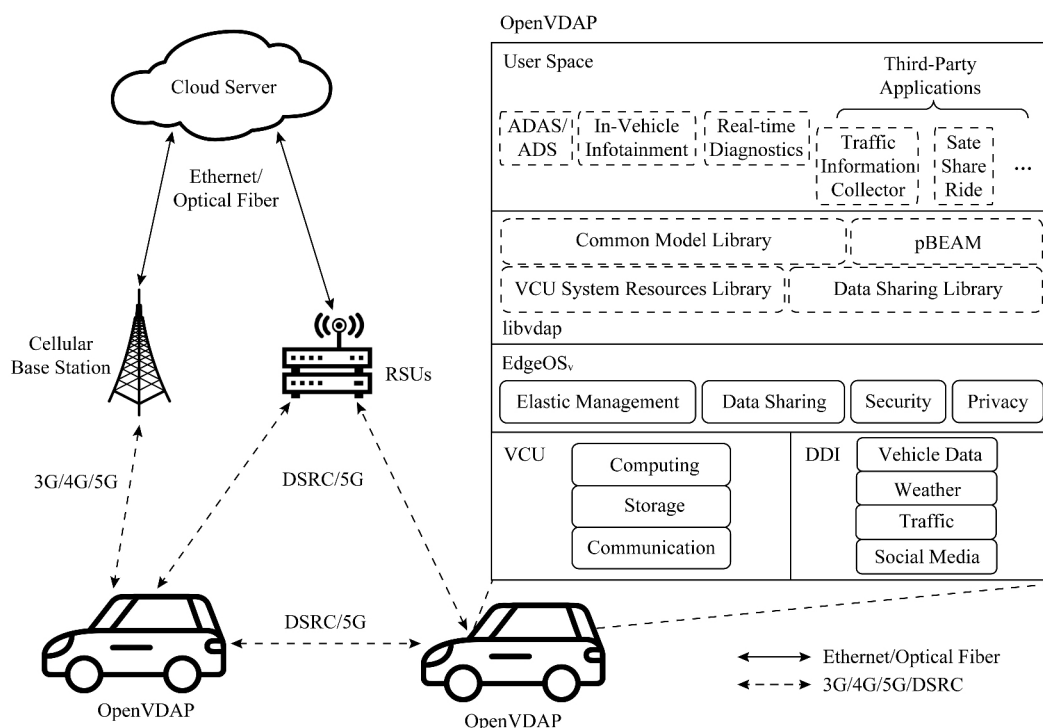 OpenVDAP
Cloud Server
Ethernet/
Optical Fiber
Cellular
Base Station
RSUs
3G/4G/5G
DSRC/5G
DSRC/5G
OpenVDAP
OpenVDAP
User Space
Third-Party
Applications
ADAS/
ADS
In-Vehicle
Infotainment
Real-time
Diagnostics
Traffic
Information
Collector
Sate
Share
Ride
...
Common Model Library
pBEAM
VCU System Resources Library
Data Sharing Library
libvdap
EdgeOSᵥ
Elastic Management
Data Sharing
Security
Privacy
VCU
Computing
Storage
Communication
DDI
Vehicle Data
Weather
Traffic
Social Media
Ethernet/Optical Fiber
3G/4G/5G/DSRC